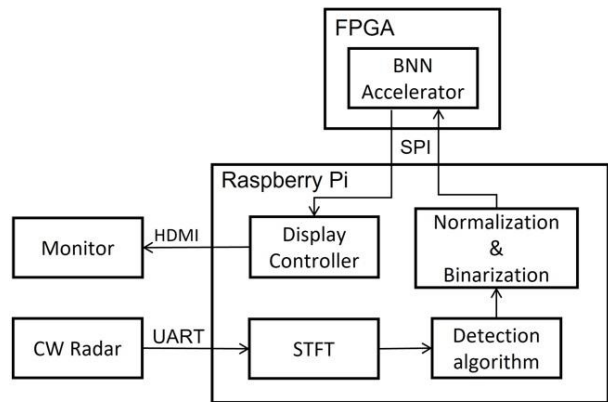 FPGA
BNN
Accelerator
SPI
Raspberry Pi
Monitor
HDMI
Display
Controller
Normalization
&
Binarization
CW Radar
UART
STFT
Detection
algorithm